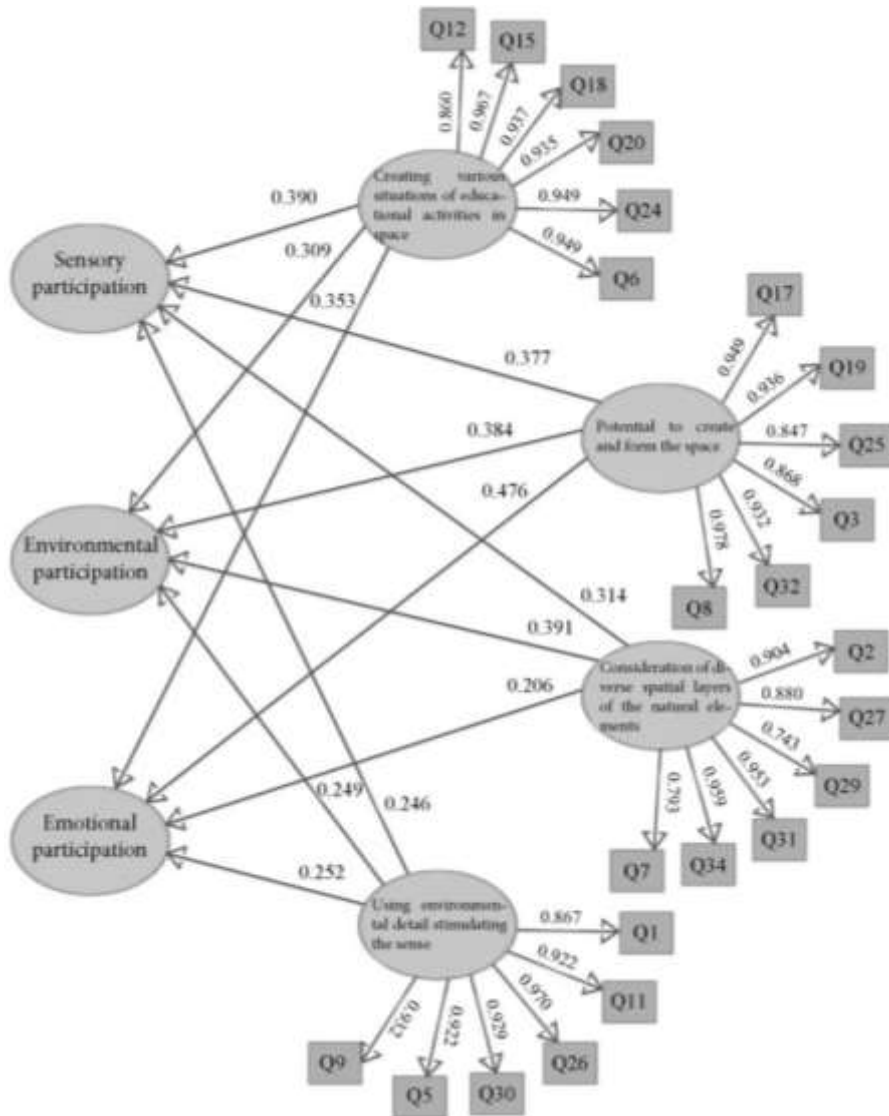 Q12
Q15
Q18
Q20
Q24
Q6
0.860
0.967
0.937
0.935
0.949
0.949
Creating various
situations of educa-
tional activities in
space
0.390
0.309
0.353
Sensory
participation
Q17
Q19
Q25
Q3
Q32
Q8
0.949
0.936
0.847
0.868
0.932
0.978
Potential to create
and form the space
0.377
0.384
0.476
Environmental
participation
0.314
0.391
0.206
Consideration of di-
verse spatial layers
of the natural ele-
ments
0.904
0.880
0.743
0.953
0.959
0.793
Q2
Q27
Q29
Q31
Q34
Q7
Emotional
participation
0.249
0.246
0.252
Using environmen-
tal detail stimulating
the sense
0.867
0.922
0.970
0.929
0.922
0.932
Q1
Q11
Q26
Q30
Q5
Q9